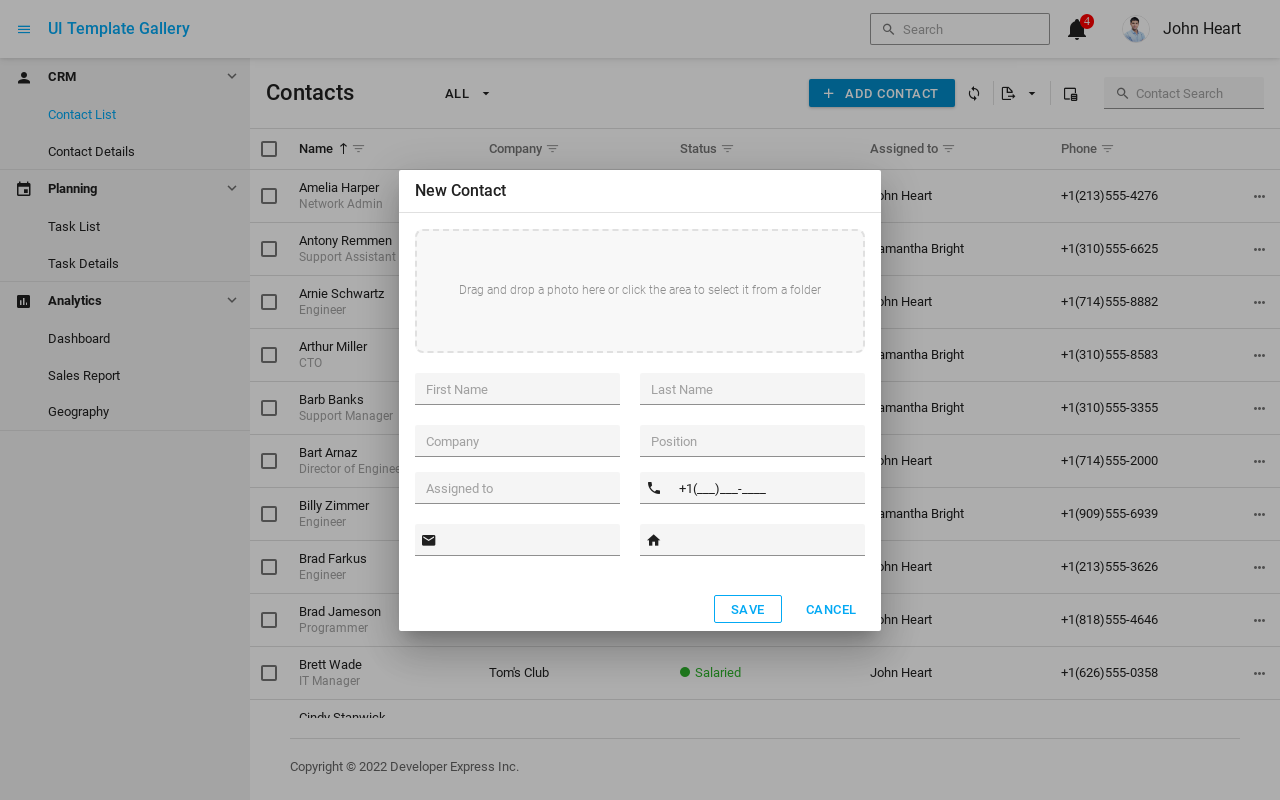 UI Template Gallery
Search
4
John Heart
CRM
Contact List
Contact Details
Planning
Task List
Task Details
Analytics
Dashboard
Sales Report
Geography
Contacts
ALL
ADD CONTACT
Contact Search
Name
Company
Status
Assigned to
Phone
Amelia Harper
Network Admin
ohn Heart
+1(213)555-4276
Antony Remmen
Support Assistant
amantha Bright
+1(310)555-6625
Arnie Schwartz
Engineer
ohn Heart
+1(714)555-8882
Arthur Miller
CTO
amantha Bright
+1(310)555-8583
Barb Banks
Support Manager
amantha Bright
+1(310)555-3355
Bart Arnaz
Director of Enginee
ohn Heart
+1(714)555-2000
Billy Zimmer
Engineer
amantha Bright
+1(909)555-6939
Brad Farkus
Engineer
ohn Heart
+1(213)555-3626
Brad Jameson
Programmer
ohn Heart
+1(818)555-4646
Brett Wade
IT Manager
Tom's Club
Salaried
John Heart
+1(626)555-0358
Cindy Stanwick
New Contact
Drag and drop a photo here or click the area to select it from a folder
First Name
Last Name
Company
Position
Assigned to
+1(___)___-____
SAVE
CANCEL
Copyright © 2022 Developer Express Inc.